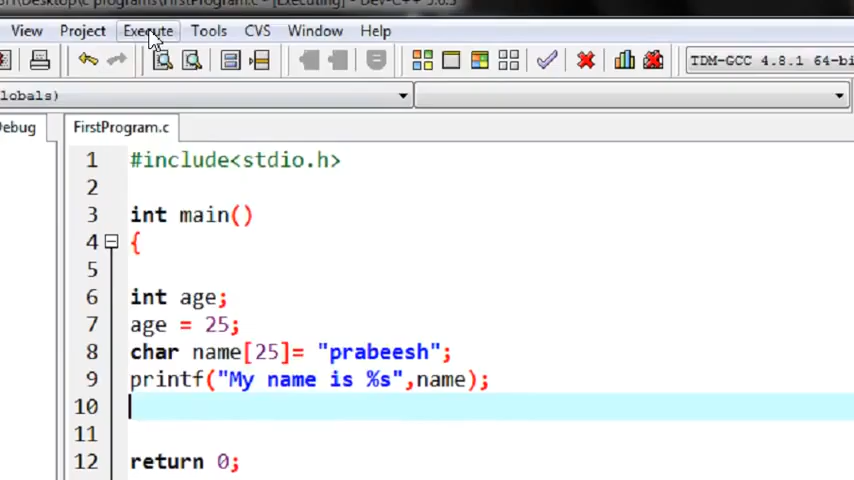 View Project Execute Tools CVS Window Help
TDM-GCC 4.8.1 64-bi
lobals)
ebug FirstProgram.c
1 #include<stdio.h>
2
3 int main()
4 {
5
6 int age;
7 age = 25;
8 char name[25]= "prabeesh";
9 printf("My name is %s",name);
10
11
12 return 0;